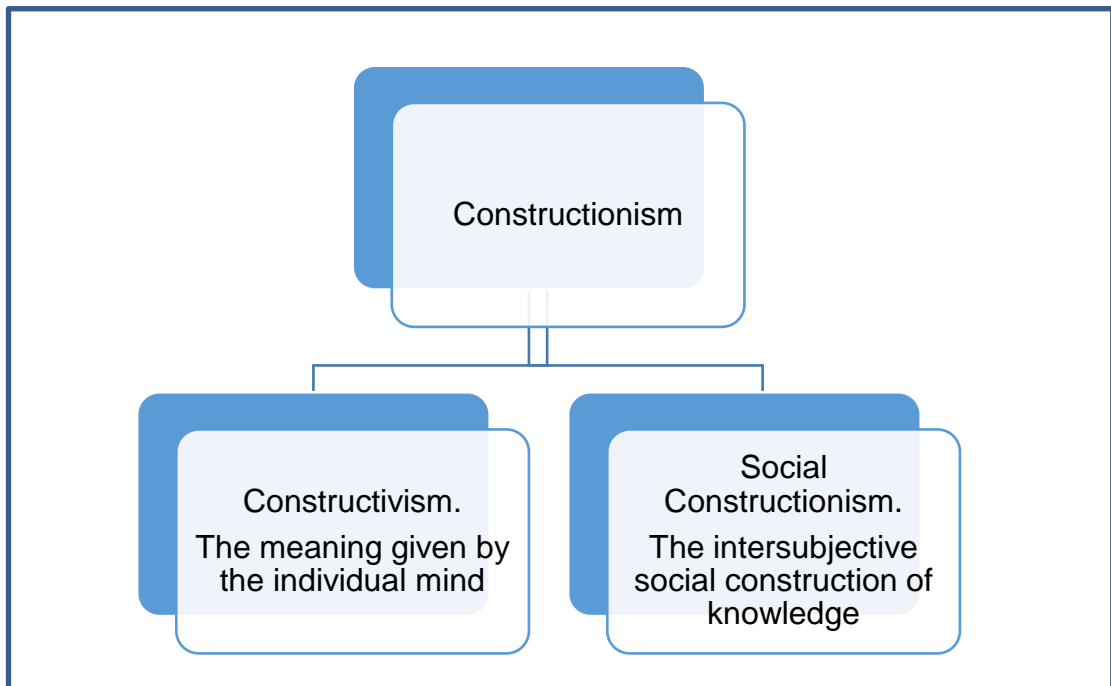 Constructionism
Constructivism.
The meaning given by
the individual mind
Social
Constructionism.
The intersubjective
social construction of
knowledge